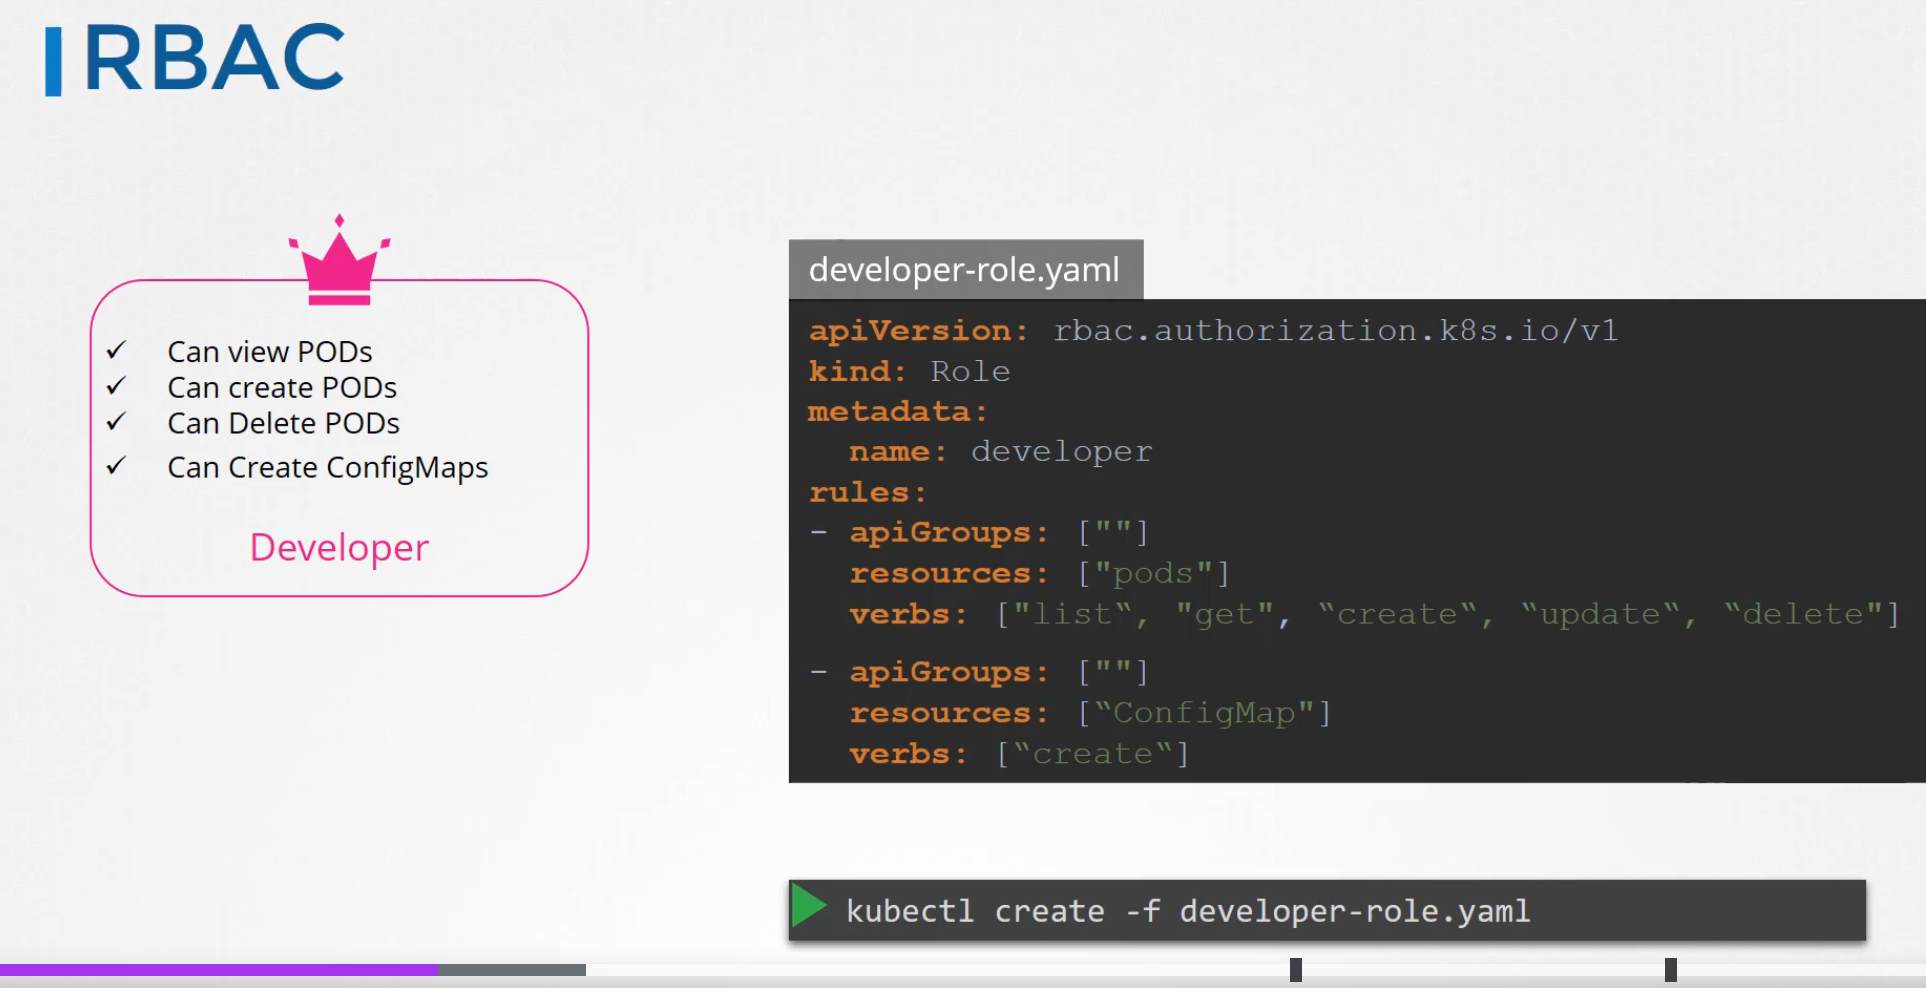 RBAC
✓ Can view PODs
✓ Can create PODs
✓ Can Delete PODs
✓ Can Create ConfigMaps
Developer
developer-role.yaml
apiVersion: rbac.authorization.k8s.io/v1
kind: Role
metadata:
  name: developer
rules:
- apiGroups: [""]
  resources: ["pods"]
  verbs: ["list“, "get", “create“, “update“, “delete"]
- apiGroups: [""]
  resources: [“ConfigMap"]
  verbs: [“create“]
kubectl create -f developer-role.yaml